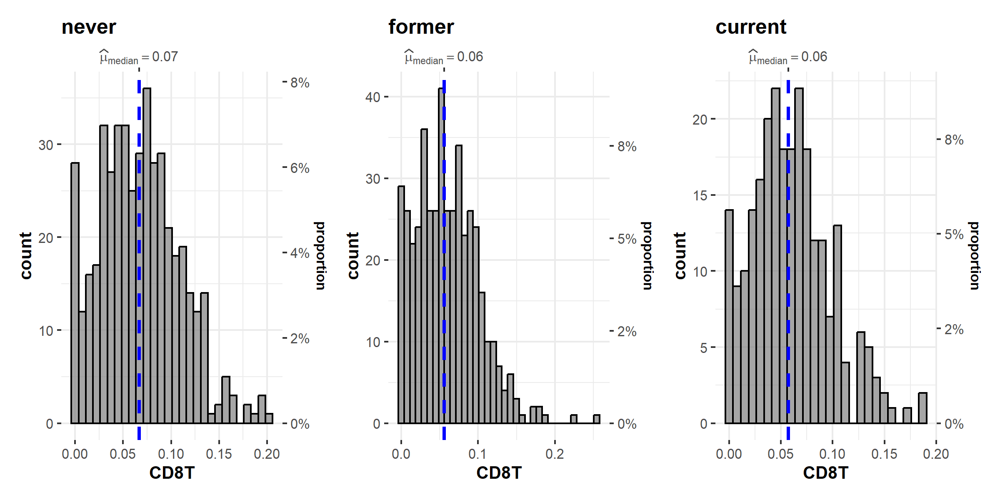 never
μ̂median = 0.07
8%
6%
4%
2%
0%
30
20
10
0
count
proportion
0.00 0.05 0.10 0.15 0.20
CD8T
former
μ̂median = 0.06
40
30
20
10
0
8%
5%
2%
0%
count
proportion
0.0 0.1 0.2
CD8T
current
μ̂median = 0.06
20
15
10
5
0
8%
5%
2%
0%
count
proportion
0.00 0.05 0.10 0.15 0.20
CD8T